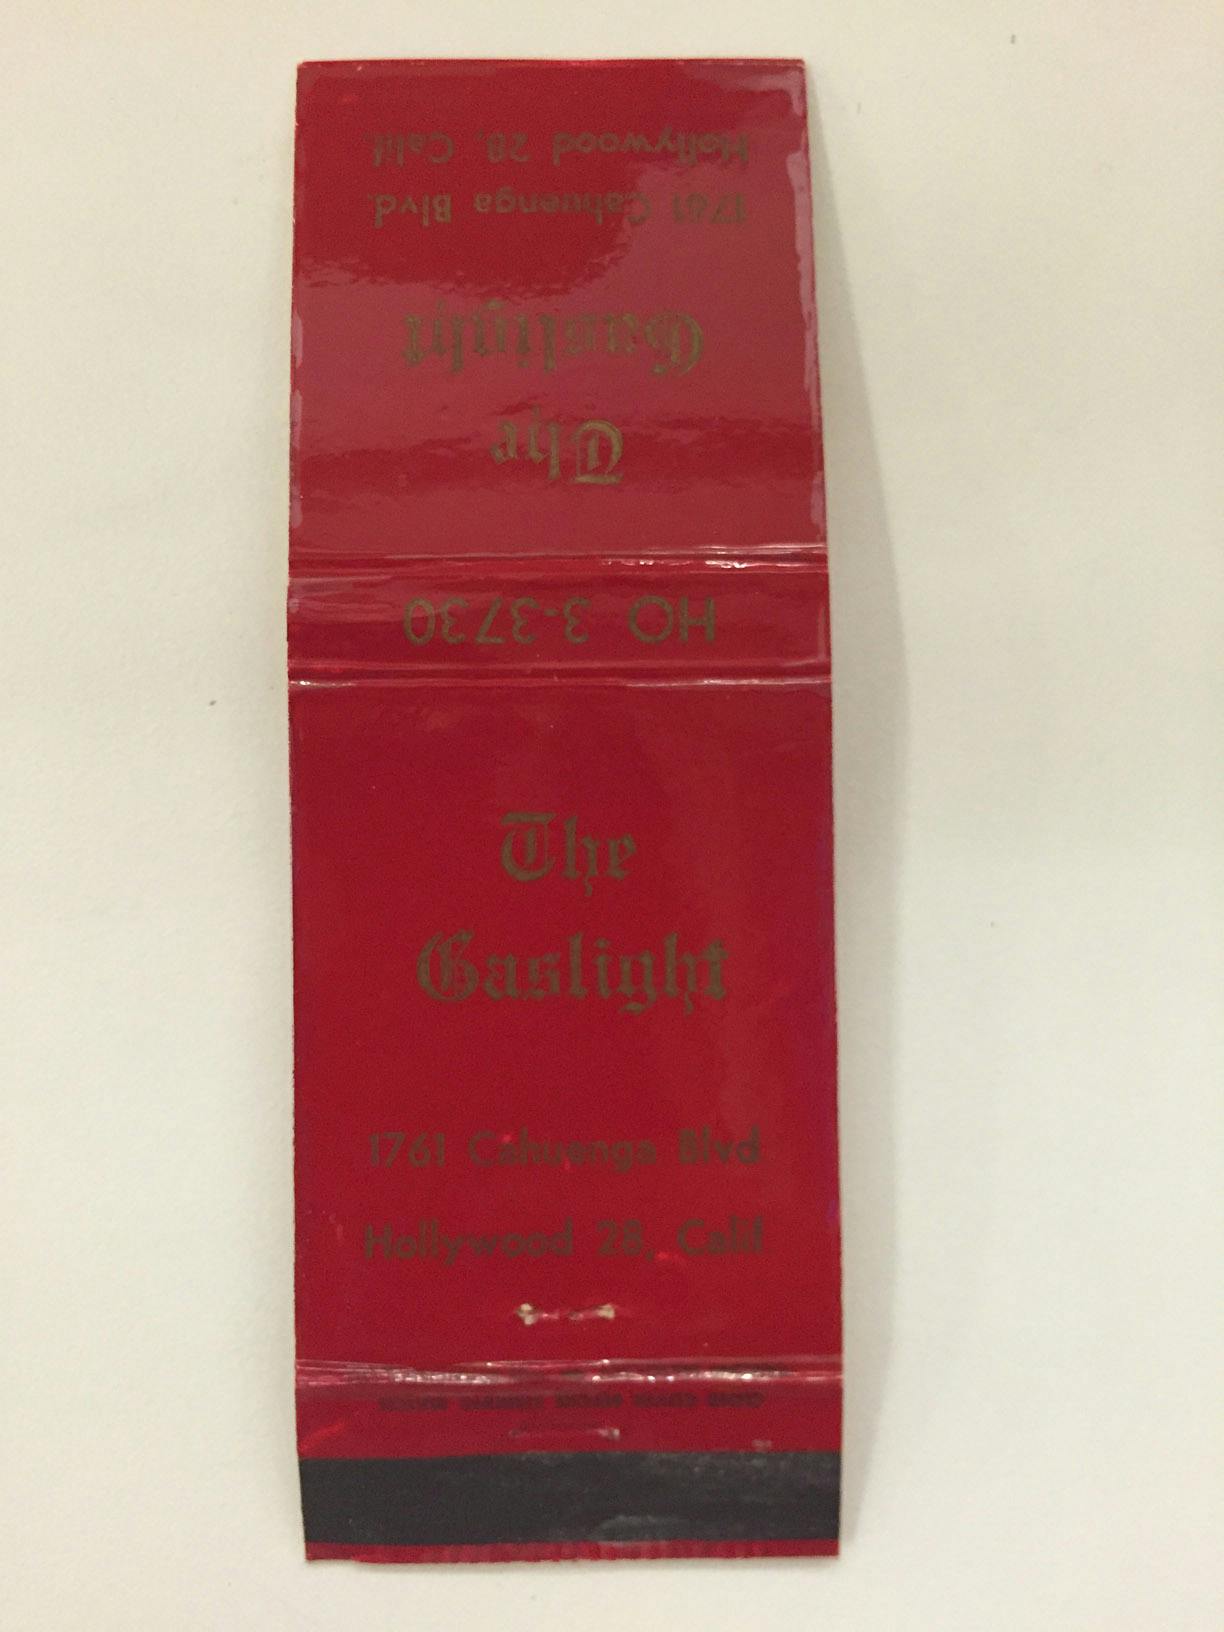 Hollywood 28, Calif.
1761 Cahuenga Blvd.
Gaslight
The
HO 3-3730
The
Gaslight
1761 Cahuenga Blvd
Hollywood 28, Calif